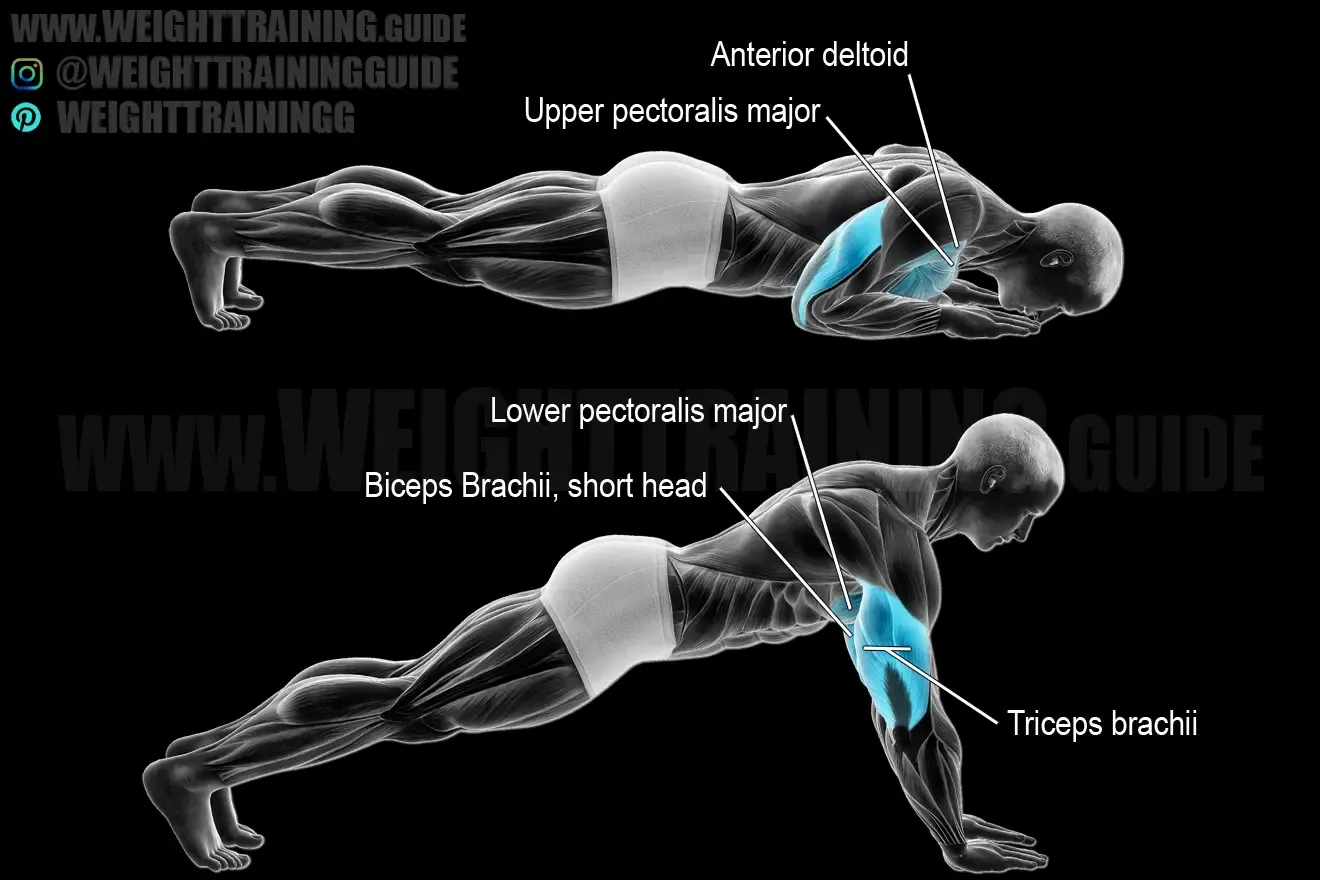 WWW.WEIGHTTRAINING.GUIDE
@WEIGHTTRAININGGUIDE
WEIGHTTRAININGG
Anterior deltoid
Upper pectoralis major
WWW.WEIGHTTRAINING.GUIDE
Lower pectoralis major
Biceps Brachii, short head
Triceps brachii